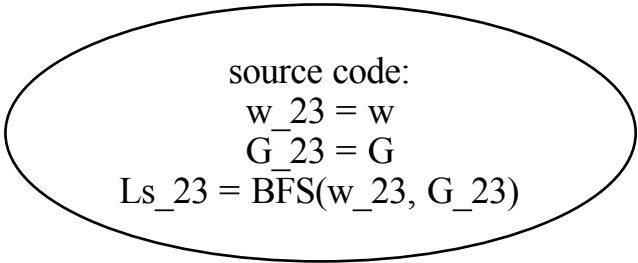 source code:
w_23 = w
G_23 = G
Ls_23 = BFS(w_23, G_23)